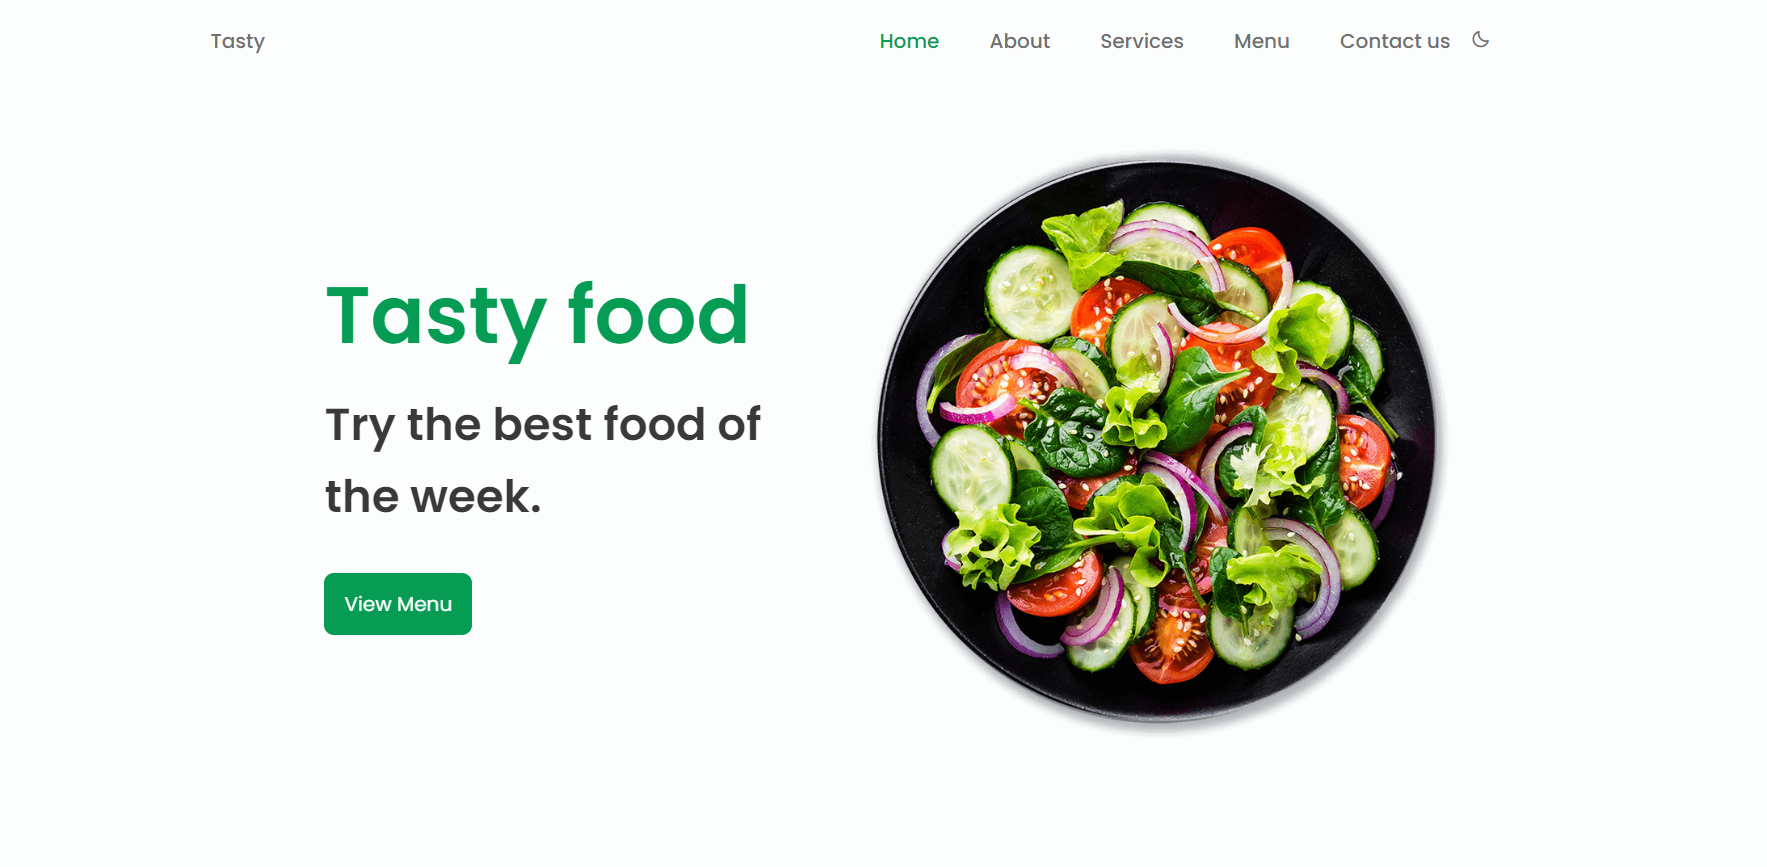 Tasty
Home About Services Menu Contact us
Tasty food
Try the best food of
the week.
View Menu